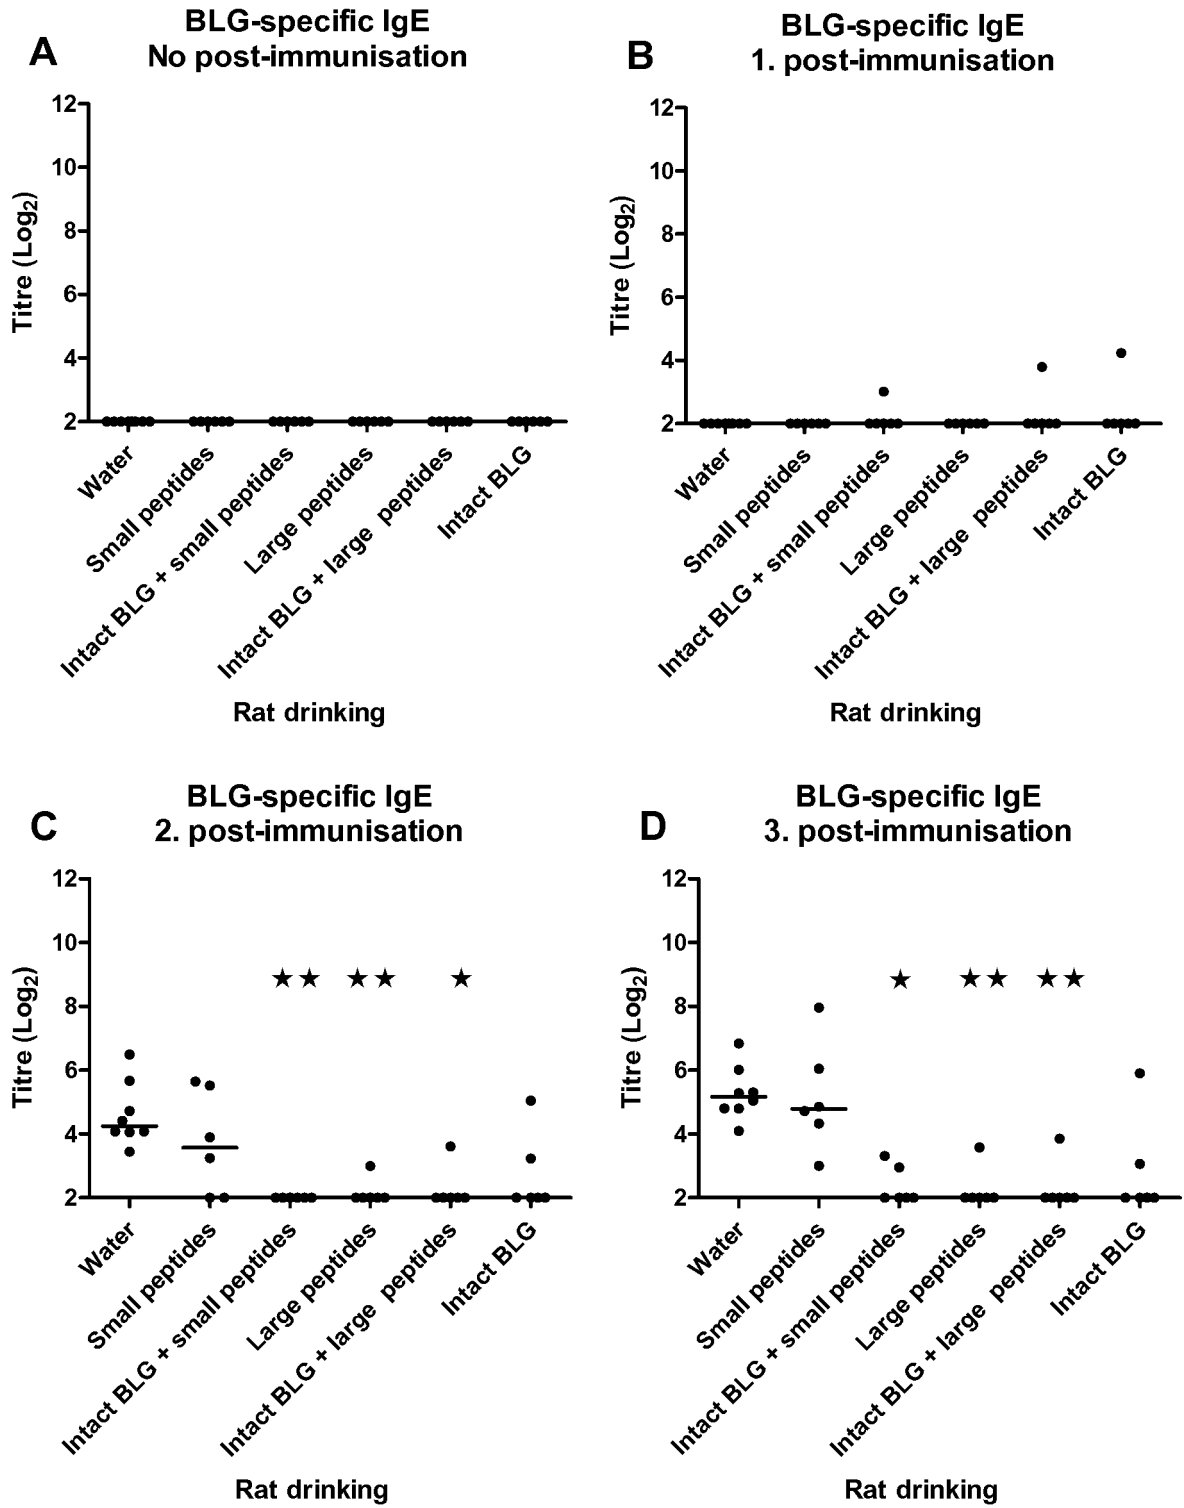 A
BLG-specific IgE
No post-immunisation
Titre (Log2)
12
10
8
6
4
2
Water
Small peptides
Intact BLG + small peptides
Large peptides
Intact BLG + large peptides
Intact BLG
Rat drinking
B
BLG-specific IgE
1. post-immunisation
Titre (Log2)
12
10
8
6
4
2
Water
Small peptides
Intact BLG + small peptides
Large peptides
Intact BLG + large peptides
Intact BLG
Rat drinking
C
BLG-specific IgE
2. post-immunisation
Titre (Log2)
12
10
8
6
4
2
★★
★★
★
Water
Small peptides
Intact BLG + small peptides
Large peptides
Intact BLG + large peptides
Intact BLG
Rat drinking
D
BLG-specific IgE
3. post-immunisation
Titre (Log2)
12
10
8
6
4
2
★
★★
★★
Water
Small peptides
Intact BLG + small peptides
Large peptides
Intact BLG + large peptides
Intact BLG
Rat drinking